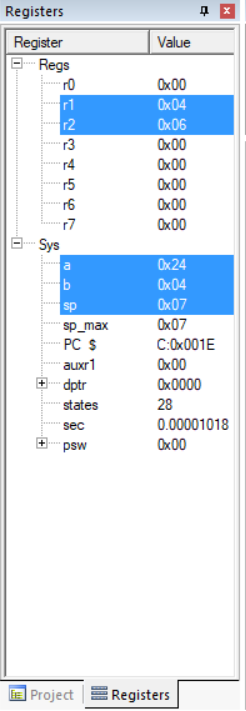 Registers
Register Value
Regs
r0 0x00
r1 0x04
r2 0x06
r3 0x00
r4 0x00
r5 0x00
r6 0x00
r7 0x00
Sys
a 0x24
b 0x04
sp 0x07
sp_max 0x07
PC $ C:0x001E
auxr1 0x00
dptr 0x0000
states 28
sec 0.00001018
psw 0x00
Project Registers